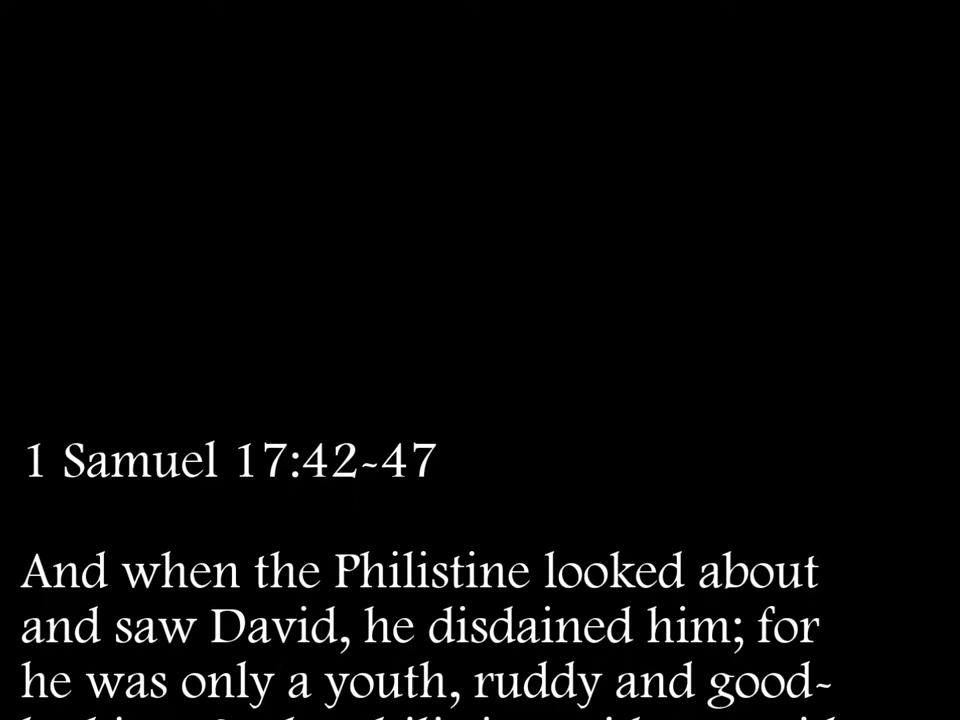 1 Samuel 17:42-47
And when the Philistine looked about
and saw David, he disdained him; for
he was only a youth, ruddy and good-